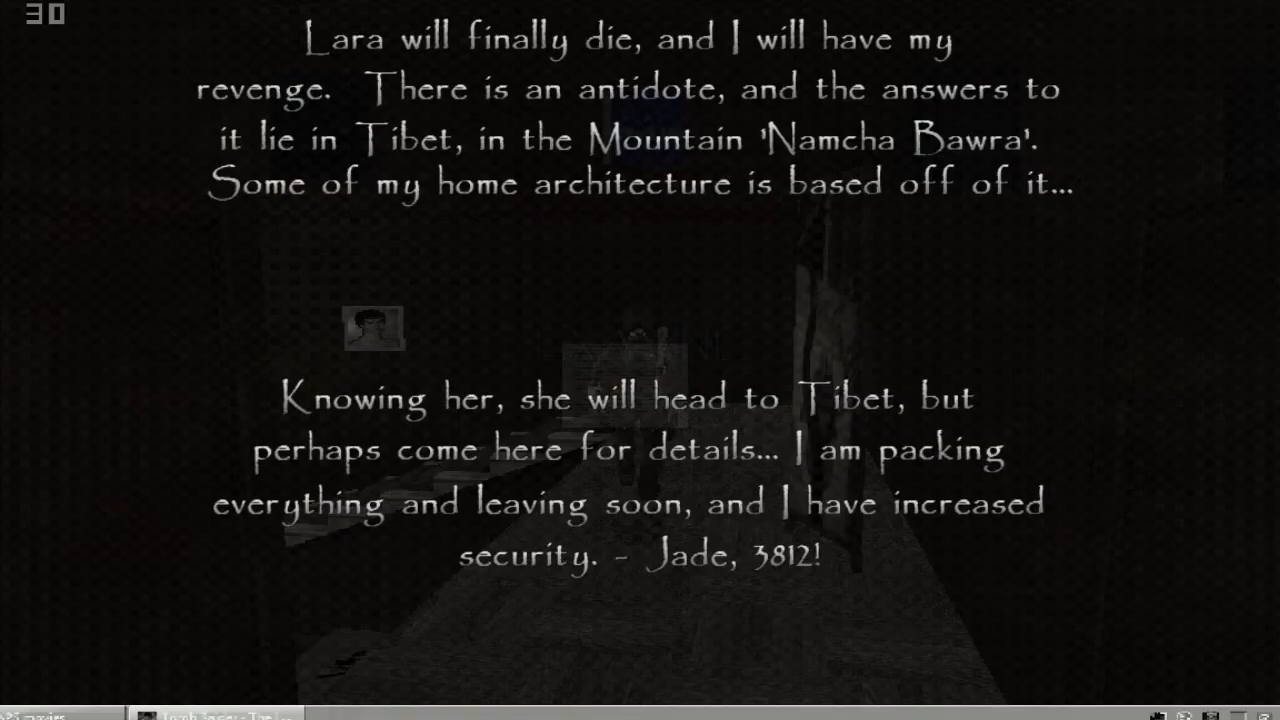 30
Lara will finally die, and I will have my
revenge. There is an antidote, and the answers to
it lie in Tibet, in the Mountain 'Namcha Bawra'.
Some of my home architecture is based off of it...
Knowing her, she will head to Tibet, but
perhaps come here for details... I am packing
everything and leaving soon, and I have increased
security. - Jade, 3812!
movies